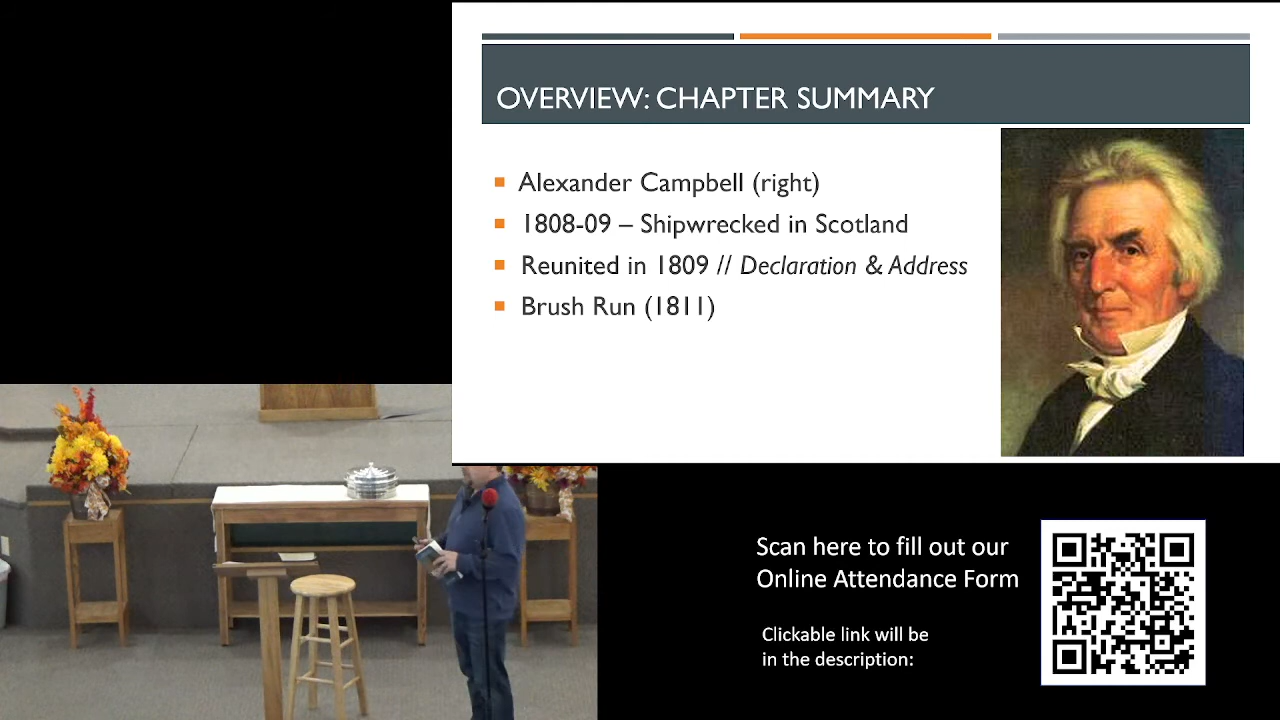 OVERVIEW: CHAPTER SUMMARY
Alexander Campbell (right)
1808-09 – Shipwrecked in Scotland
Reunited in 1809 // Declaration & Address
Brush Run (1811)
Scan here to fill out our
Online Attendance Form
Clickable link will be
in the description: